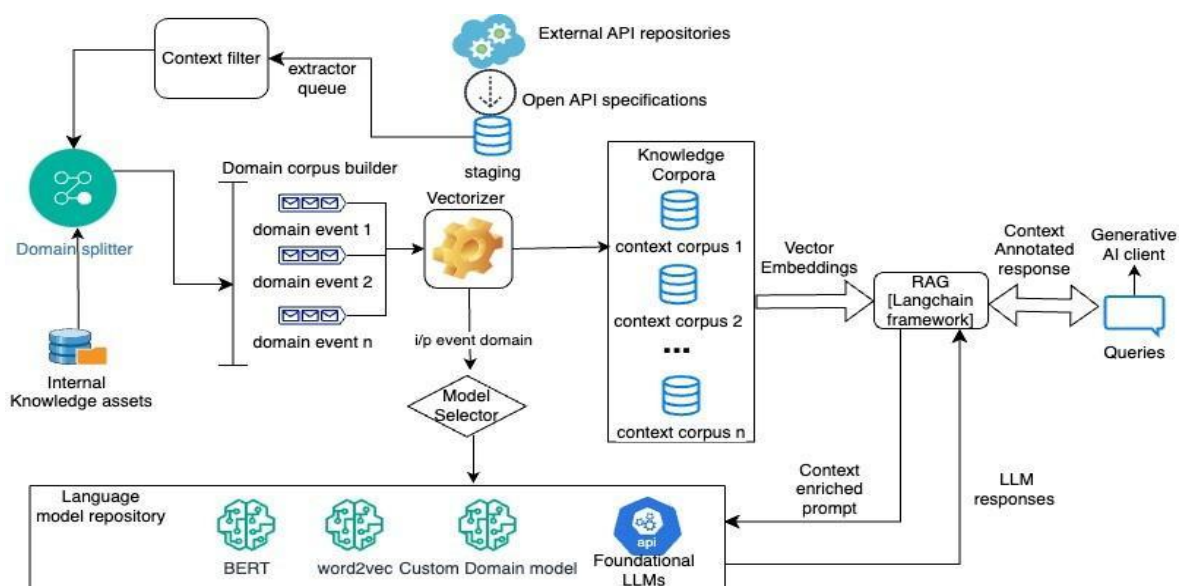 External API repositories
Context filter
extractor
queue
Open API specifications
staging
Domain splitter
Internal
Knowledge assets
Domain corpus builder
domain event 1
domain event 2
domain event n
Vectorizer
i/p event domain
Model
Selector
Knowledge
Corpora
context corpus 1
context corpus 2
...
context corpus n
Vector
Embeddings
RAG
[Langchain
framework]
Context
Annotated
response
Generative
AI client
Queries
Context
enriched
prompt
LLM
responses
Language
model repository
BERT
word2vec
Custom Domain model
api
Foundational
LLMs